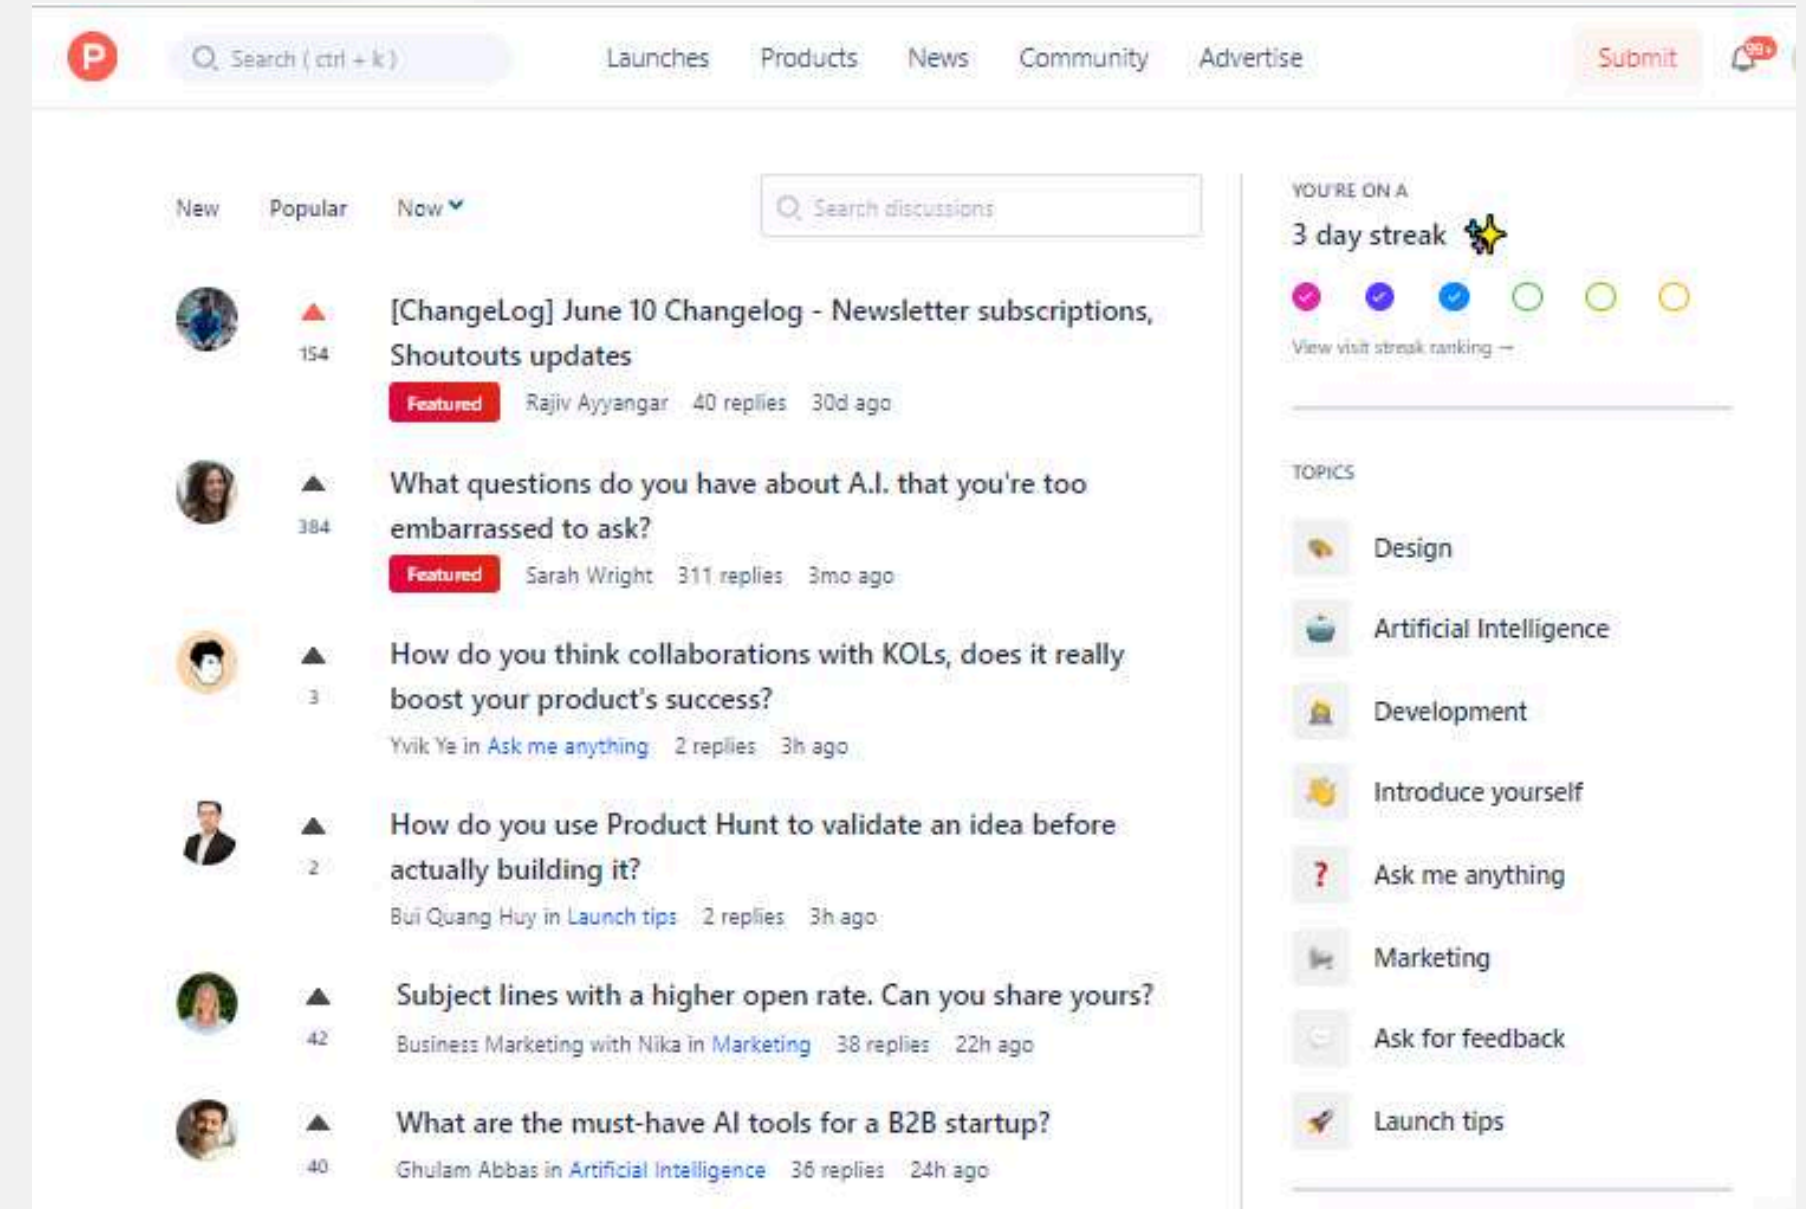 P
Search ( ctrl + k )
Launches Products News Community Advertise
Submit
99+
New Popular Now
Search discussions
[ChangeLog] June 10 Changelog - Newsletter subscriptions,
Shoutouts updates
154
Featured Rajiv Ayyangar 40 replies 30d ago
What questions do you have about A.I. that you're too
embarrassed to ask?
384
Featured Sarah Wright 311 replies 3mo ago
How do you think collaborations with KOLs, does it really
boost your product's success?
3
Yvik Ye in Ask me anything 2 replies 3h ago
How do you use Product Hunt to validate an idea before
actually building it?
2
Bui Quang Huy in Launch tips 2 replies 3h ago
Subject lines with a higher open rate. Can you share yours?
42
Business Marketing with Nika in Marketing 38 replies 22h ago
What are the must-have AI tools for a B2B startup?
40
Ghulam Abbas in Artificial Intelligence 36 replies 24h ago
YOU'RE ON A
3 day streak
View visit streak ranking →
TOPICS
Design
Artificial Intelligence
Development
Introduce yourself
Ask me anything
Marketing
Ask for feedback
Launch tips